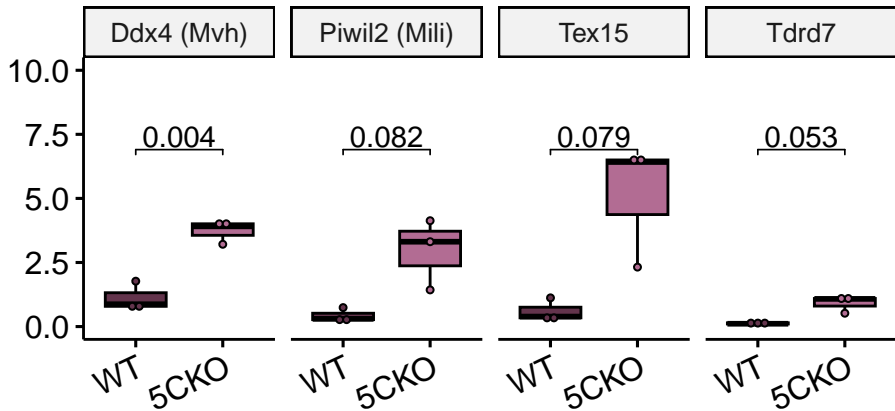 Ddx4 (Mvh) Piwil2 (Mili) Tex15 Tdrd7
10.0
7.5
0.004 0.082 0.079 0.053
5.0
2.5
0.0
WT 5CKO WT 5CKO WT 5CKO WT 5CKO